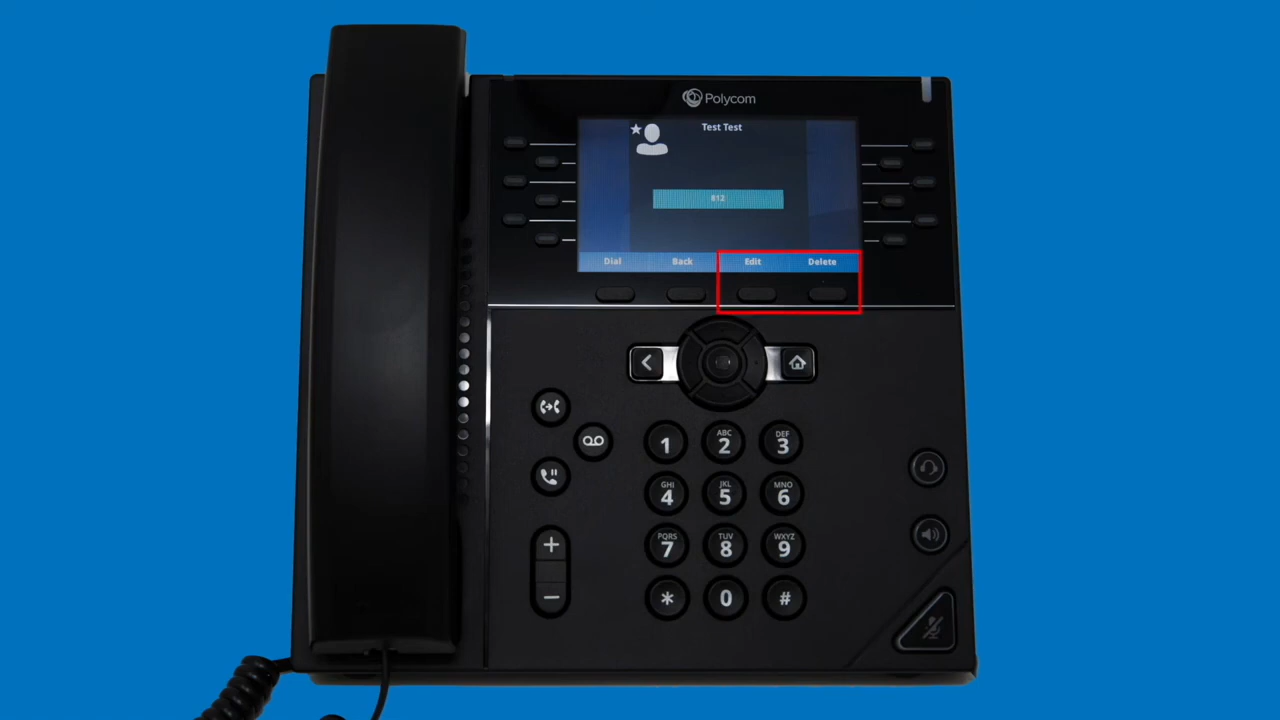 Polycom
Test Test
812
Dial Back Edit Delete
1 ABC 2 DEF 3
GHI 4 JKL 5 MNO 6
PQRS 7 TUV 8 WXYZ 9
* 0 #
+
−